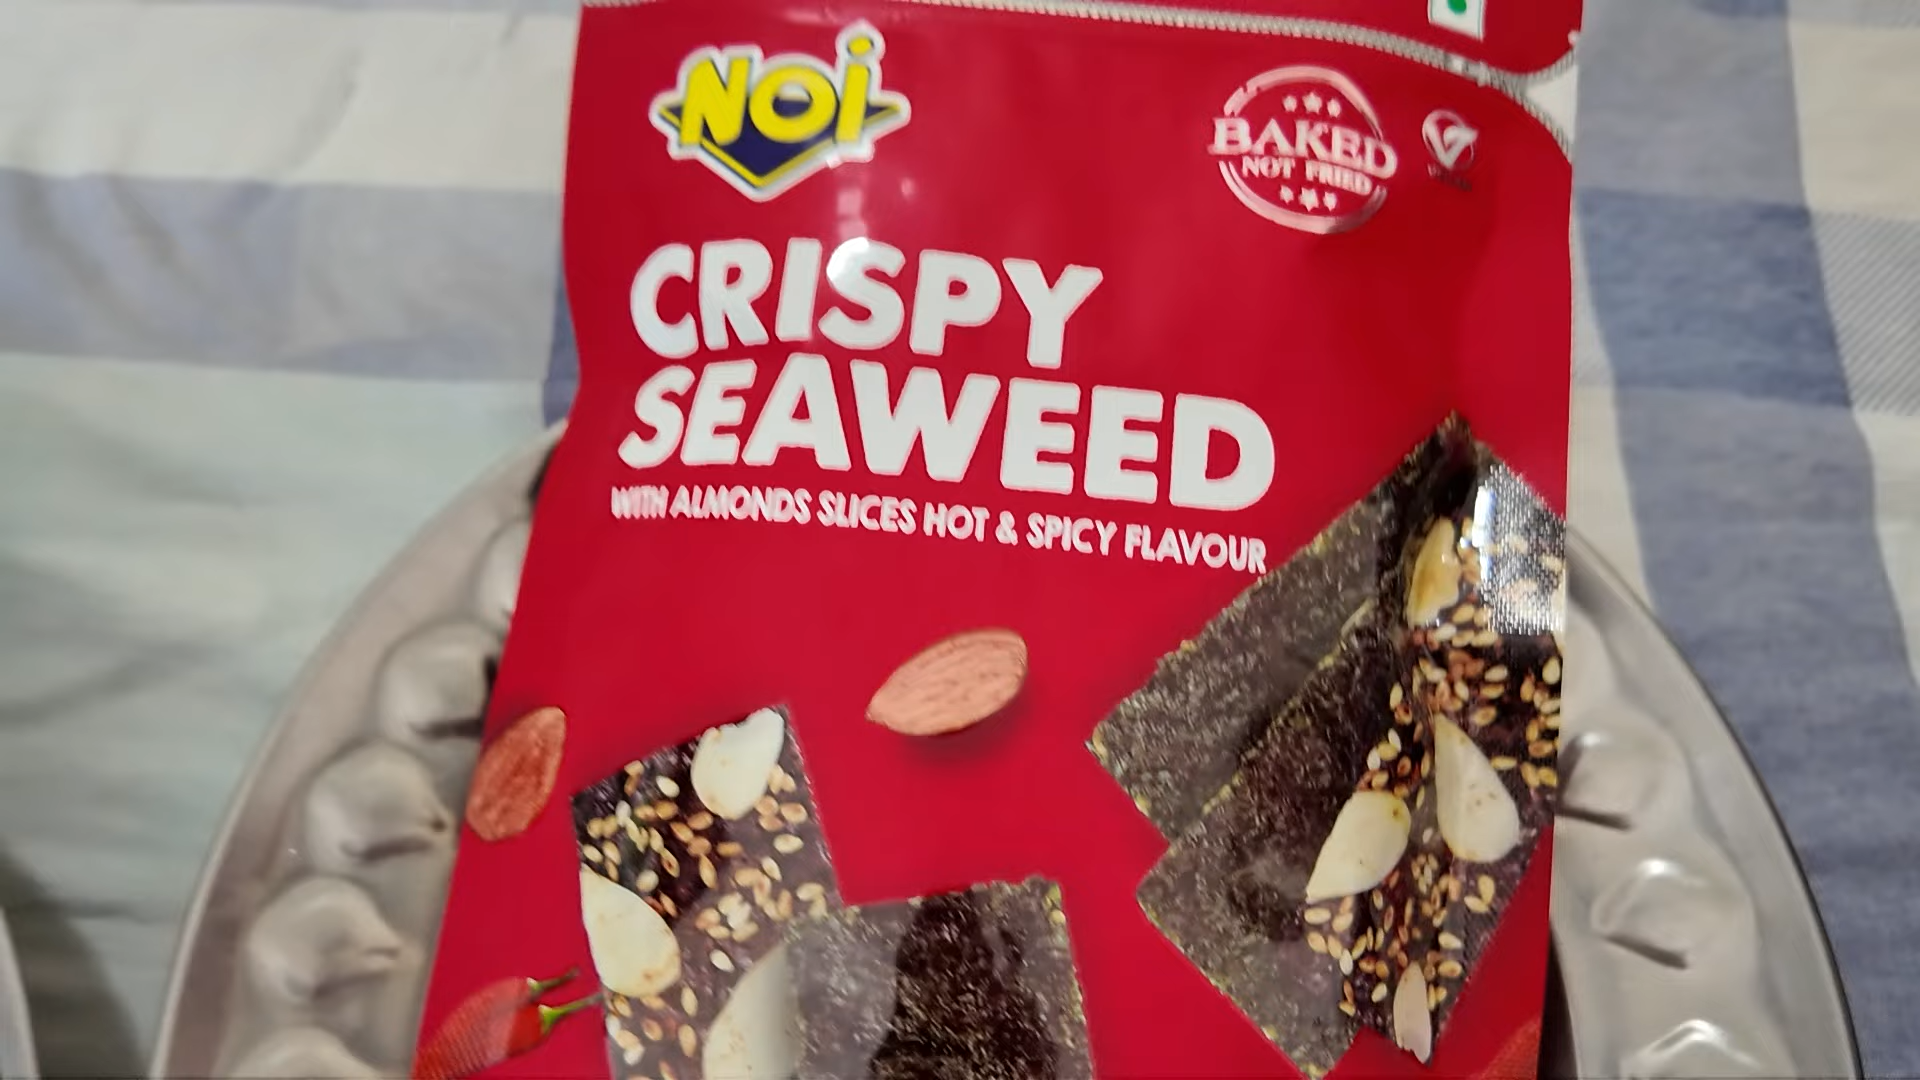 NOi
BAKED
NOT FRIED
CRISPY
SEAWEED
WITH ALMONDS SLICES HOT & SPICY FLAVOUR